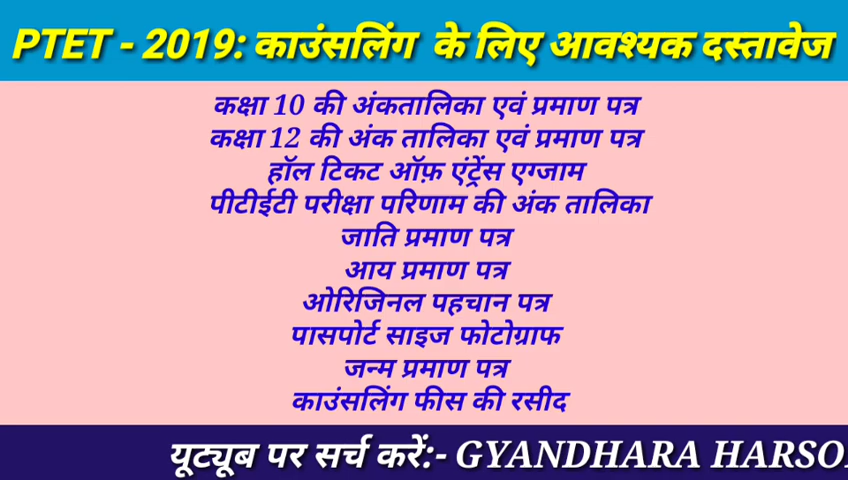 PTET - 2019: काउंसलिंग के लिए आवश्यक दस्तावेज
कक्षा 10 की अंकतालिका एवं प्रमाण पत्र
कक्षा 12 की अंक तालिका एवं प्रमाण पत्र
हॉल टिकट ऑफ़ एंट्रेंस एग्जाम
पीटीईटी परीक्षा परिणाम की अंक तालिका
जाति प्रमाण पत्र
आय प्रमाण पत्र
ओरिजिनल पहचान पत्र
पासपोर्ट साइज फोटोग्राफ
जन्म प्रमाण पत्र
काउंसलिंग फीस की रसीद
यूट्यूब पर सर्च करें:- GYANDHARA HARSO